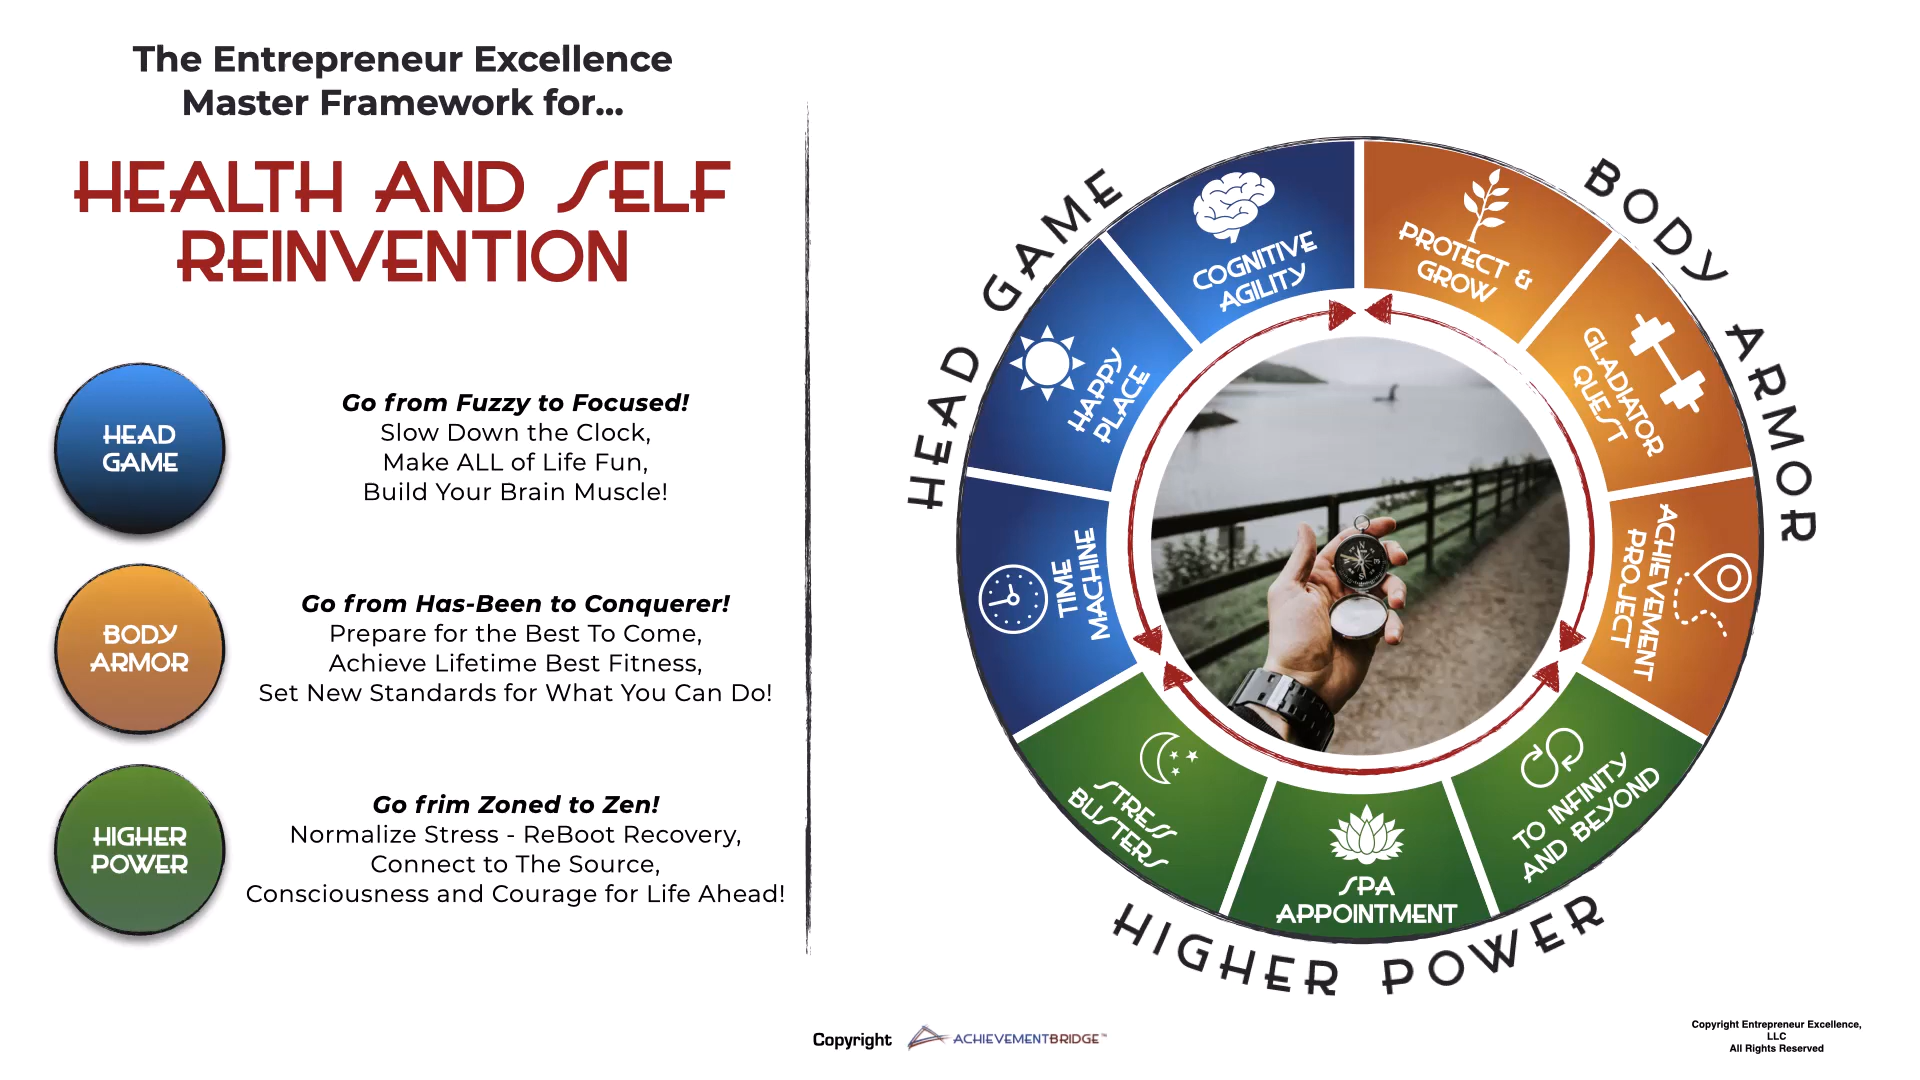 The Entrepreneur Excellence
Master Framework for...
HEALTH AND SELF
REINVENTION
HEAD
GAME
Go from Fuzzy to Focused!
Slow Down the Clock,
Make ALL of Life Fun,
Build Your Brain Muscle!
BODY
ARMOR
Go from Has-Been to Conquerer!
Prepare for the Best To Come,
Achieve Lifetime Best Fitness,
Set New Standards for What You Can Do!
HIGHER
POWER
Go frim Zoned to Zen!
Normalize Stress - ReBoot Recovery,
Connect to The Source,
Consciousness and Courage for Life Ahead!
HEAD GAME
TIME
MACHINE
HAPPY
PLACE
COGNITIVE
AGILITY
BODY ARMOR
PROTECT &
GROW
GLADIATOR
QUEST
ACHIEVEMENT
PROJECT
HIGHER POWER
TO INFINITY
AND BEYOND
SPA
APPOINTMENT
STRESS
BUSTERS
Copyright ACHIEVEMENTBRIDGE™
Copyright Entrepreneur Excellence,
LLC
All Rights Reserved